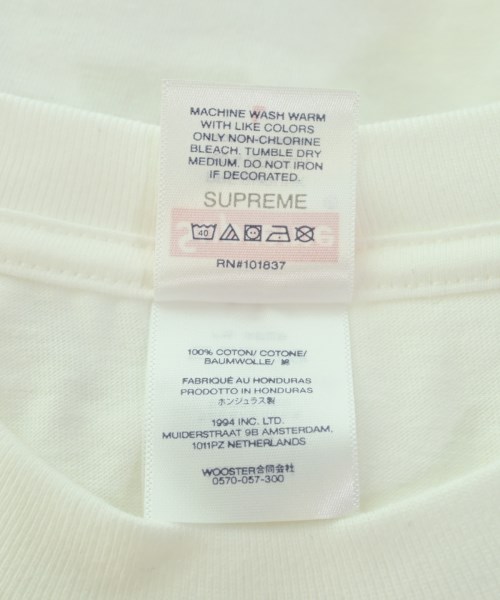 MACHINE WASH WARM
WITH LIKE COLORS
ONLY NON-CHLORINE
BLEACH. TUMBLE DRY
MEDIUM. DO NOT IRON
IF DECORATED.
SUPREME
40
RN#101837
100% COTON/ COTONE/
BAUMWOLLE/ 綿
FABRIQUÉ AU HONDURAS
PRODOTTO IN HONDURAS
ホンジュラス製
1994 INC. LTD.
MUIDERSTRAAT 9B AMSTERDAM,
1011PZ NETHERLANDS
WOOSTER合同会社
0570-057-300